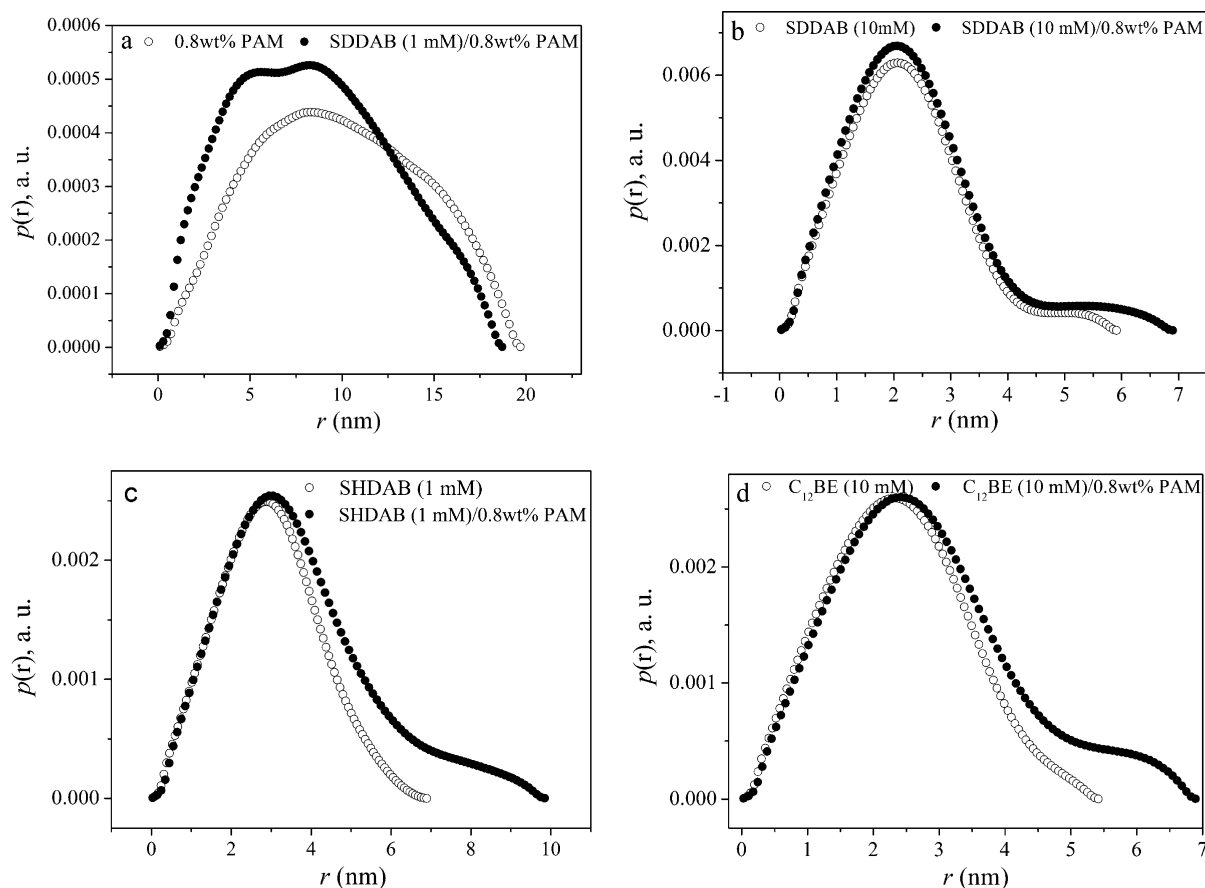 a
0.8wt% PAM
SDDAB (1 mM)/0.8wt% PAM
0.0006
0.0005
0.0004
0.0003
0.0002
0.0001
0.0000
p(r), a. u.
0 5 10 15 20
r (nm)
b
SDDAB (10mM)
SDDAB (10 mM)/0.8wt% PAM
0.006
0.004
0.002
0.000
p(r), a. u.
-1 0 1 2 3 4 5 6 7
r (nm)
c
SHDAB (1 mM)
SHDAB (1 mM)/0.8wt% PAM
0.002
0.001
0.000
p(r), a. u.
0 2 4 6 8 10
r (nm)
d
C₁₂BE (10 mM)
C₁₂BE (10 mM)/0.8wt% PAM
0.002
0.001
0.000
p(r), a. u.
0 1 2 3 4 5 6 7
r (nm)